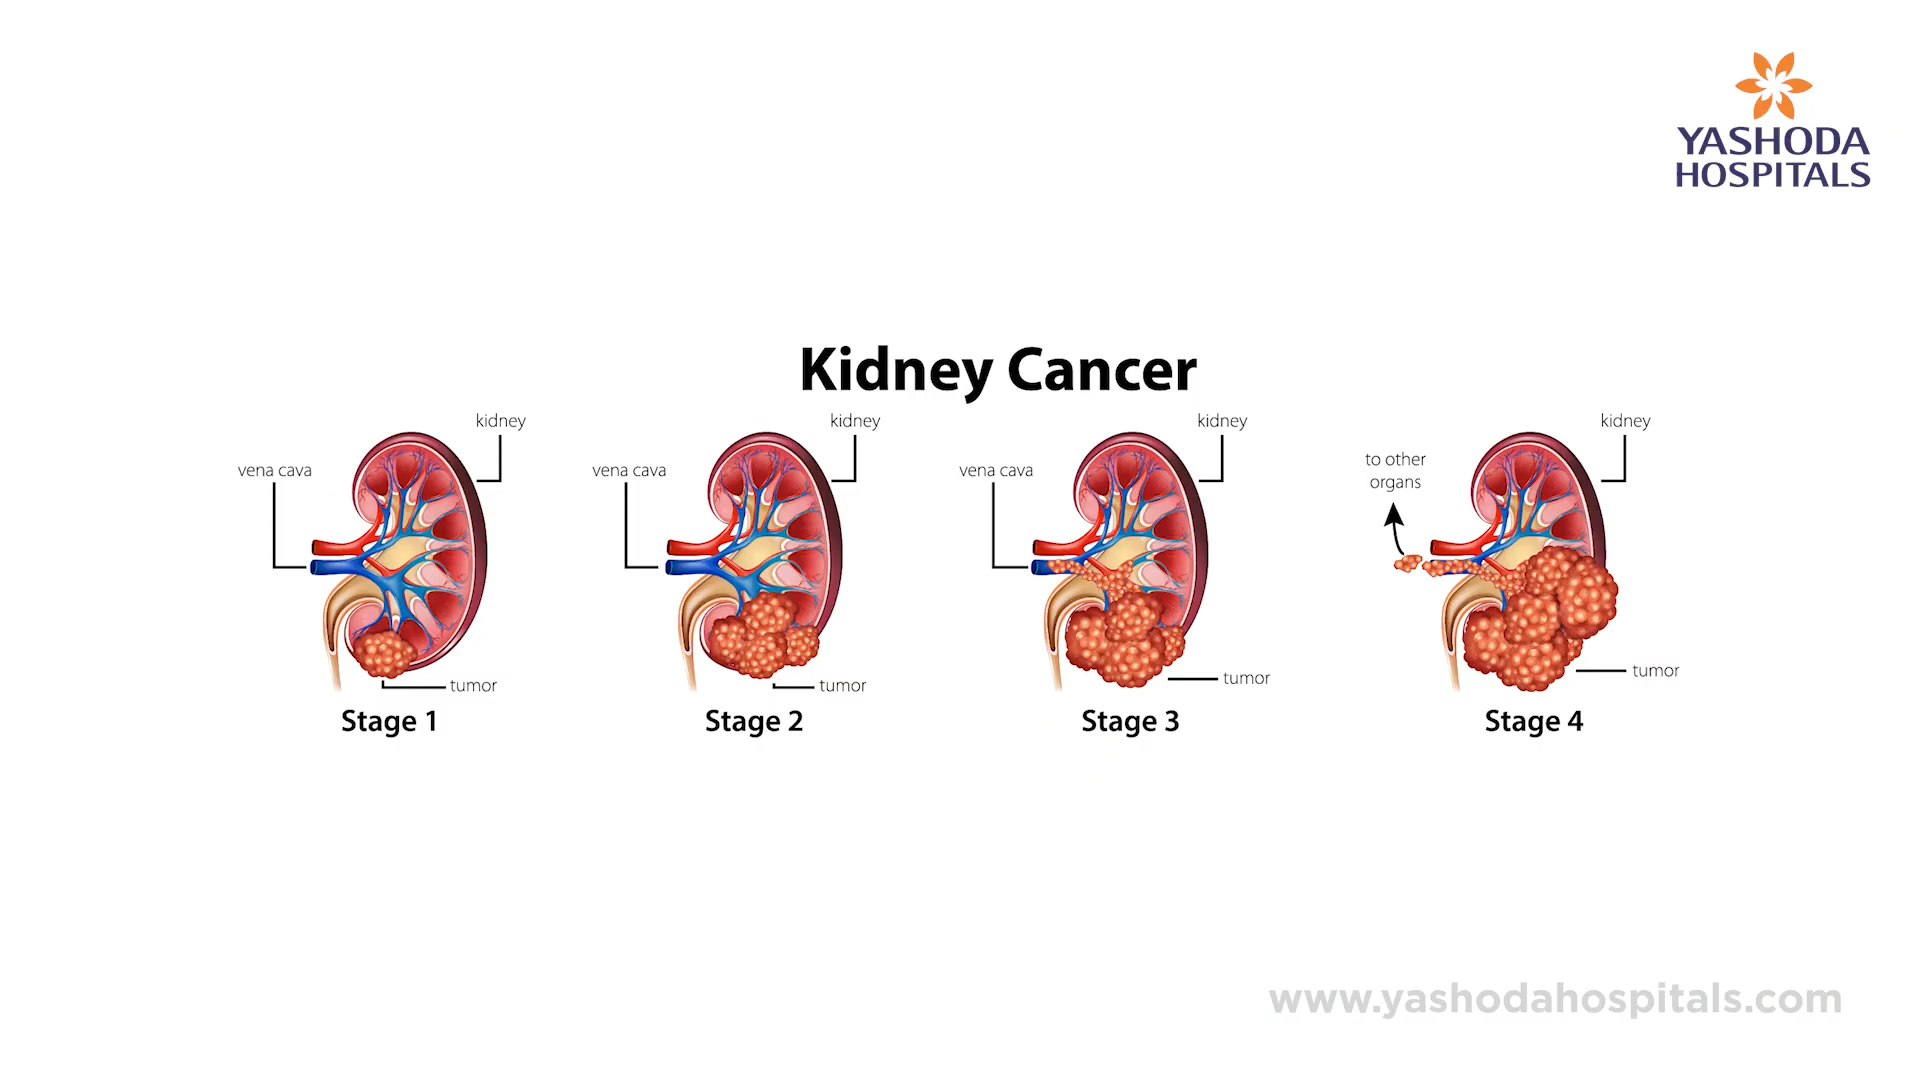 YASHODA
HOSPITALS
Kidney Cancer
kidney
vena cava
tumor
Stage 1
kidney
vena cava
tumor
Stage 2
kidney
vena cava
tumor
Stage 3
kidney
to other
organs
tumor
Stage 4
www.yashodahospitals.com